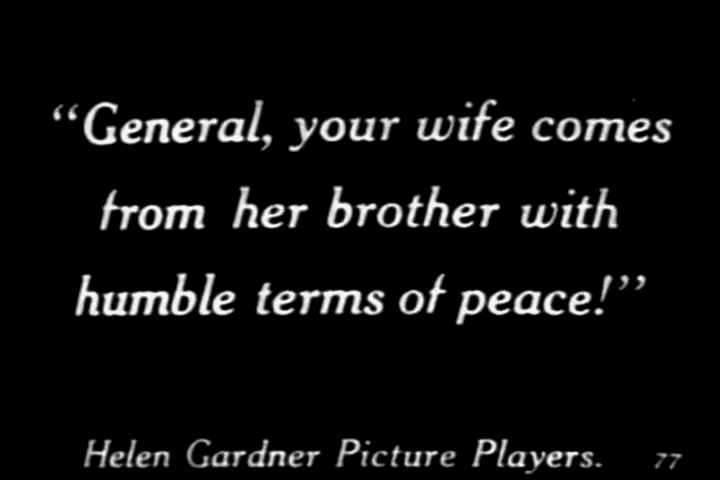 “General, your wife comes
from her brother with
humble terms of peace!”
Helen Gardner Picture Players. 77